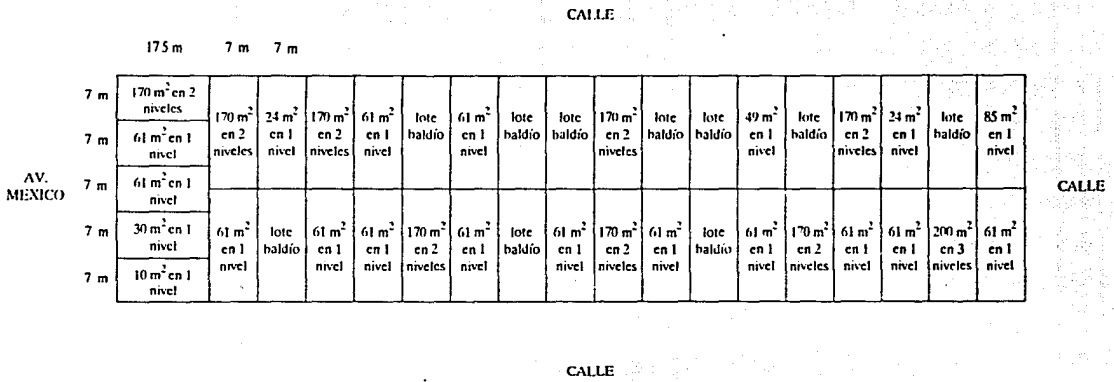 CALLE
17.5 m 7 m 7 m
7 m
170 m² en 2
niveles
7 m
61 m² en 1
nivel
7 m
61 m² en 1
nivel
7 m
30 m² en 1
nivel
7 m
10 m² en 1
nivel
AV.
MEXICO
170 m²
en 2
niveles
24 m²
en 1
nivel
170 m²
en 2
niveles
61 m²
en 1
nivel
lote
baldío
61 m²
en 1
nivel
lote
baldío
lote
baldío
170 m²
en 2
niveles
lote
baldío
lote
baldío
49 m²
en 1
nivel
lote
baldío
170 m²
en 2
niveles
24 m²
en 1
nivel
lote
baldío
85 m²
en 1
nivel
61 m²
en 1
nivel
lote
baldío
61 m²
en 1
nivel
61 m²
en 1
nivel
170 m²
en 2
niveles
61 m²
en 1
nivel
lote
baldío
61 m²
en 1
nivel
170 m²
en 2
niveles
61 m²
en 1
nivel
lote
baldío
61 m²
en 1
nivel
170 m²
en 2
niveles
61 m²
en 1
nivel
61 m²
en 1
nivel
200 m²
en 3
niveles
61 m²
en 1
nivel
CALLE
CALLE